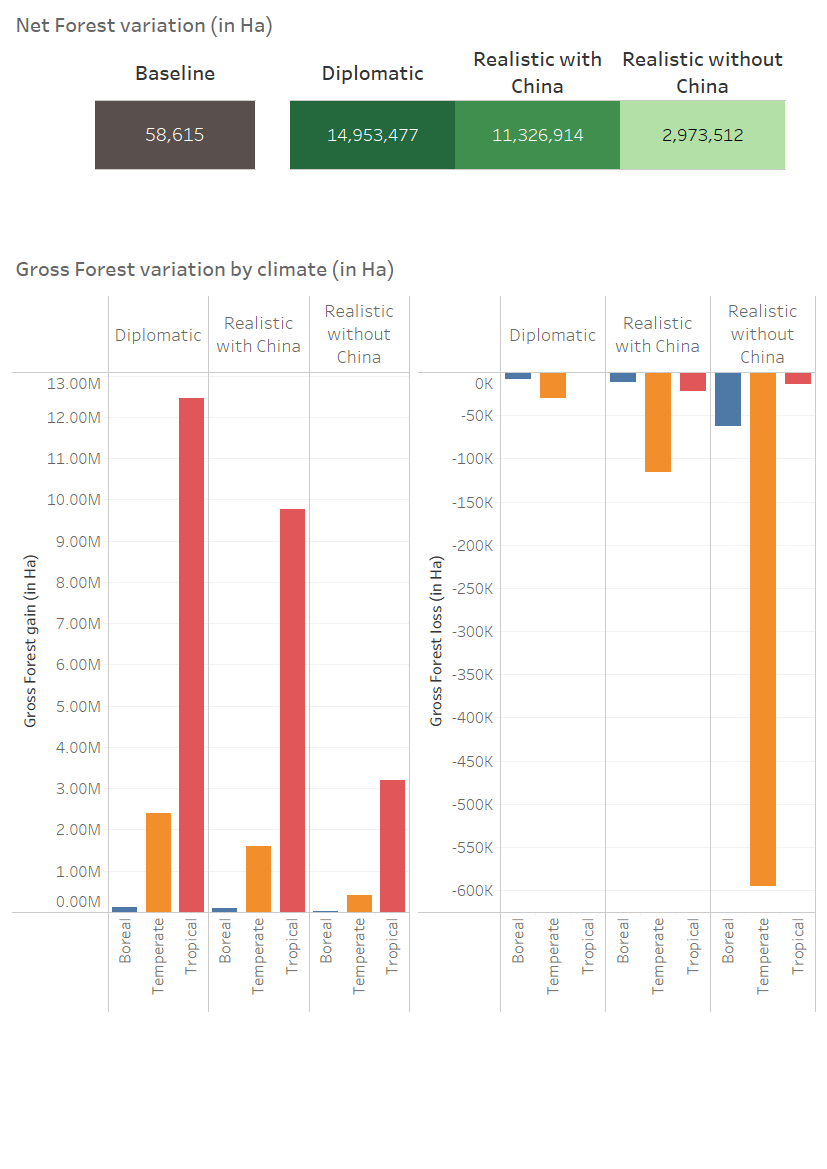 Net Forest variation (in Ha)
Baseline
Diplomatic
Realistic with
China
Realistic without
China
58,615
14,953,477
11,326,914
2,973,512
Gross Forest variation by climate (in Ha)
Diplomatic
Realistic
with China
Realistic
without
China
13.00M
12.00M
11.00M
10.00M
9.00M
8.00M
7.00M
6.00M
5.00M
4.00M
3.00M
2.00M
1.00M
0.00M
Gross Forest gain (in Ha)
Boreal
Temperate
Tropical
Boreal
Temperate
Tropical
Boreal
Temperate
Tropical
Diplomatic
Realistic
with China
Realistic
without
China
0K
-50K
-100K
-150K
-200K
-250K
-300K
-350K
-400K
-450K
-500K
-550K
-600K
Gross Forest loss (in Ha)
Boreal
Temperate
Tropical
Boreal
Temperate
Tropical
Boreal
Temperate
Tropical